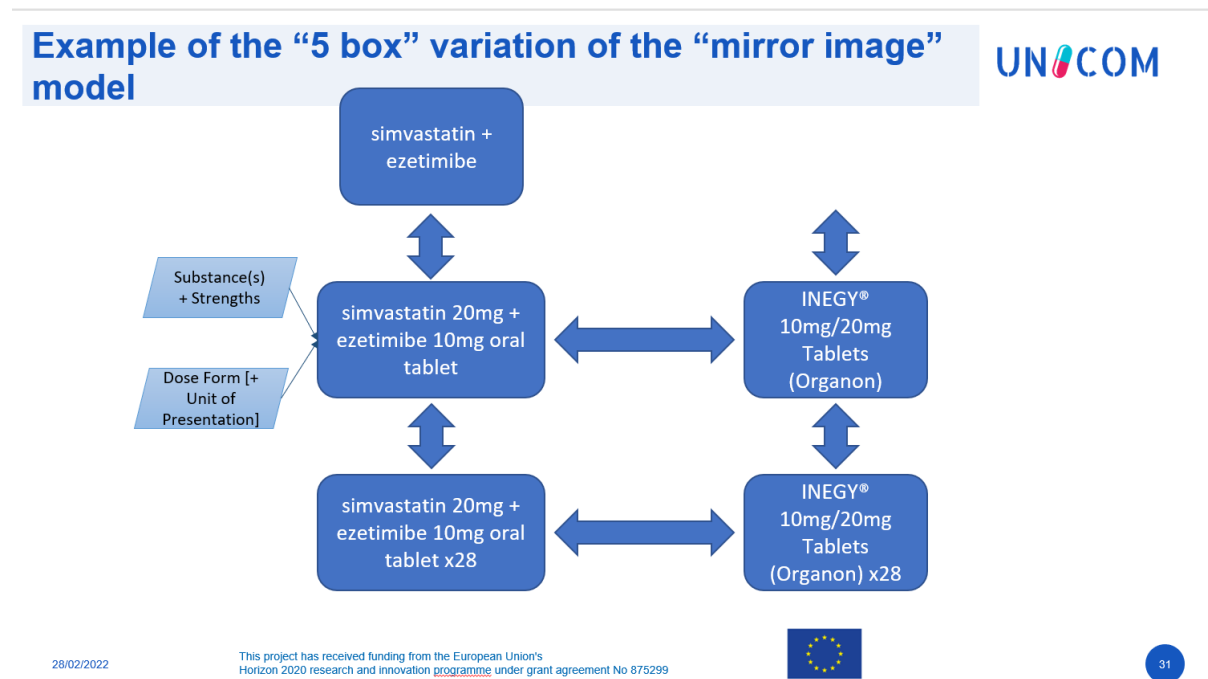 Example of the “5 box” variation of the “mirror image”
model
UNICOM
simvastatin +
ezetimibe
Substance(s)
+ Strengths
Dose Form [+
Unit of
Presentation]
simvastatin 20mg +
ezetimibe 10mg oral
tablet
INEGY®
10mg/20mg
Tablets
(Organon)
simvastatin 20mg +
ezetimibe 10mg oral
tablet x28
INEGY®
10mg/20mg
Tablets
(Organon) x28
28/02/2022
This project has received funding from the European Union's
Horizon 2020 research and innovation programme under grant agreement No 875299
31